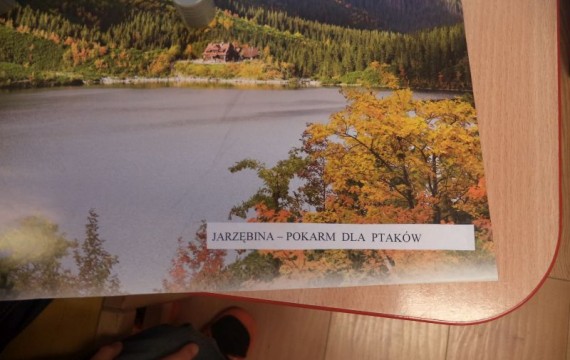 JARZĘBINA – POKARM DLA PTAKÓW